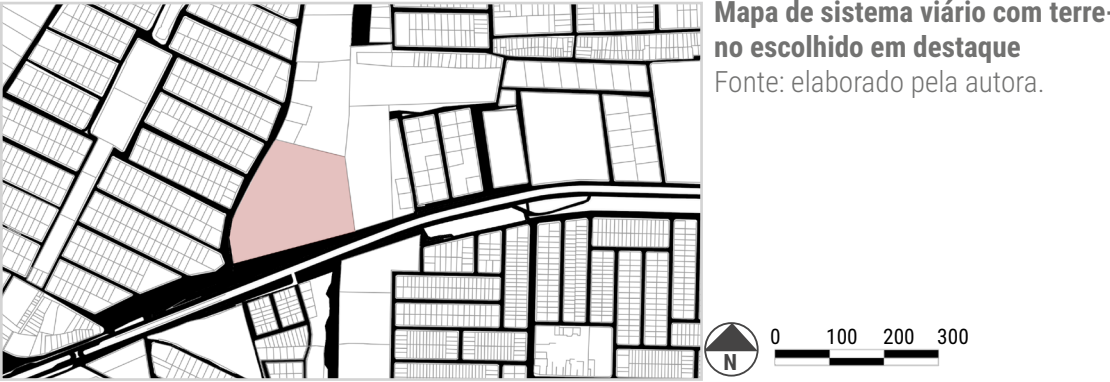 Mapa de sistema viário com terre-
no escolhido em destaque
Fonte: elaborado pela autora.
N
0 100 200 300